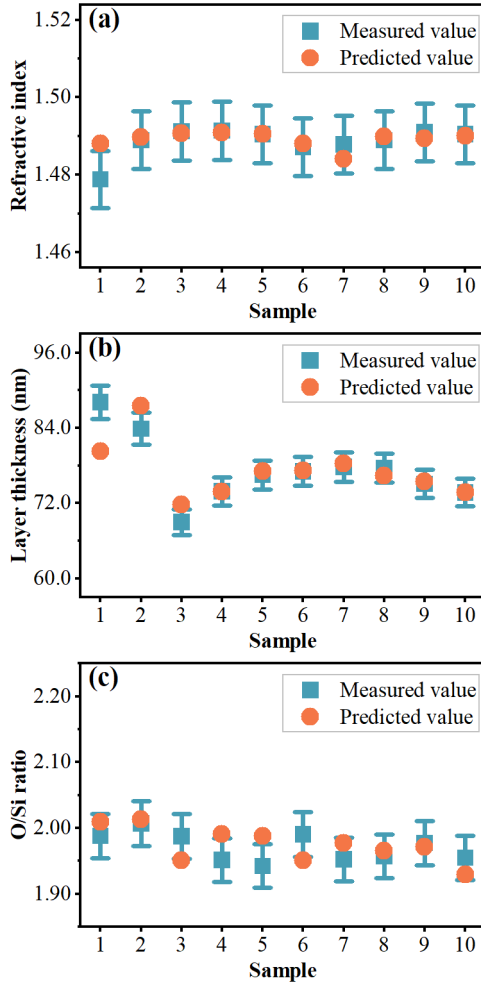 (a)
Measured value
Predicted value
Refractive index
1.52
1.50
1.48
1.46
1 2 3 4 5 6 7 8 9 10
Sample
(b)
Measured value
Predicted value
Layer thickness (nm)
96.0
84.0
72.0
60.0
1 2 3 4 5 6 7 8 9 10
Sample
(c)
Measured value
Predicted value
O/Si ratio
2.20
2.10
2.00
1.90
1 2 3 4 5 6 7 8 9 10
Sample